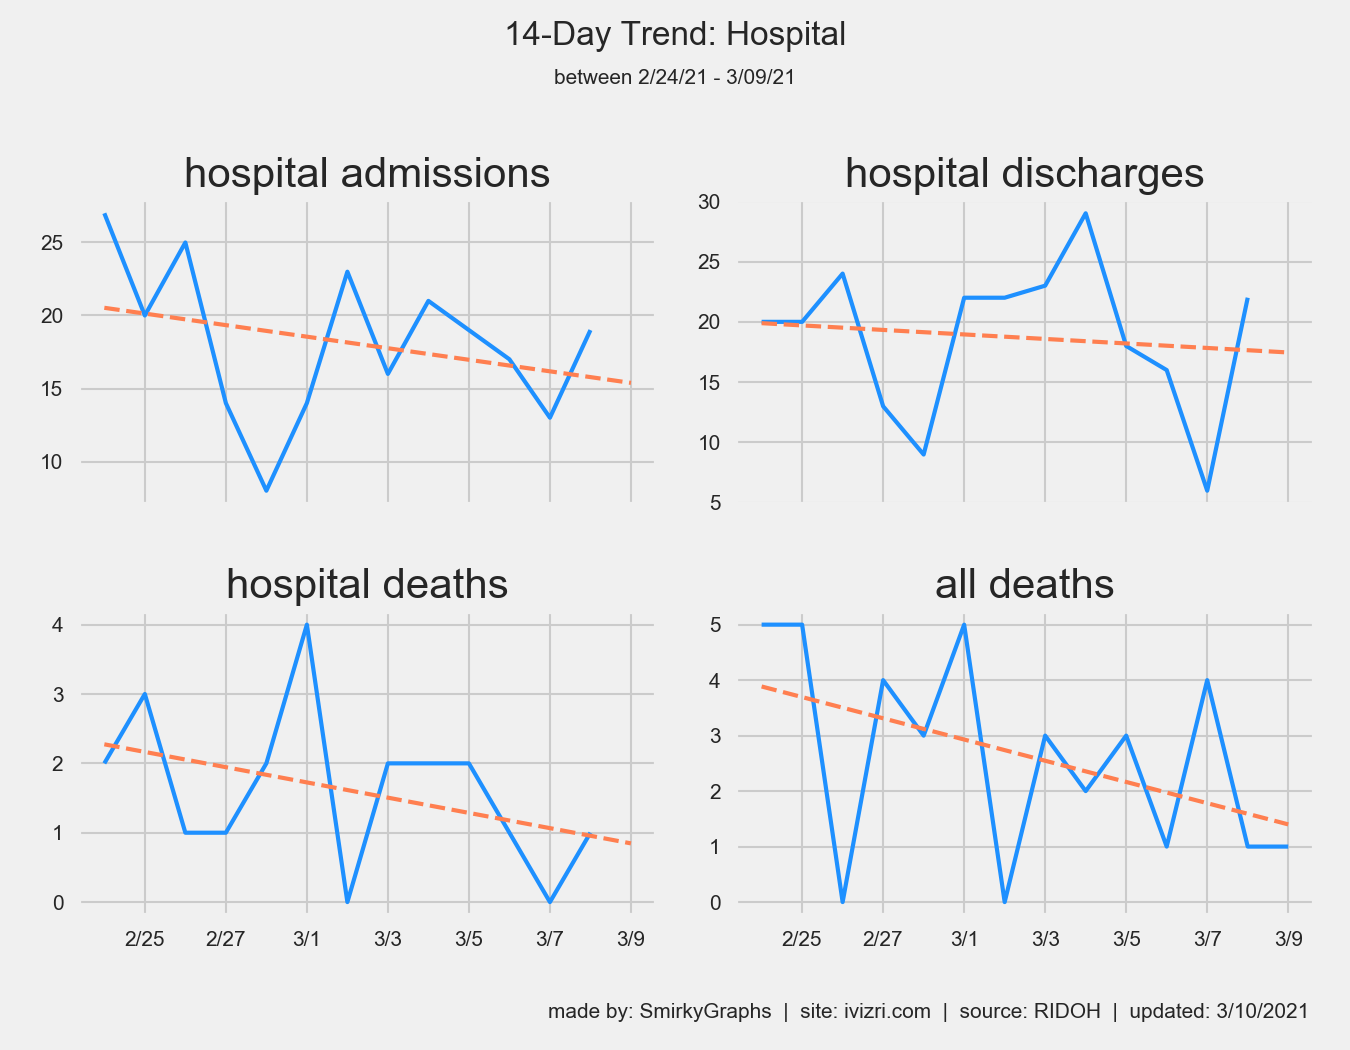 14-Day Trend: Hospital
between 2/24/21 - 3/09/21
hospital admissions
25
20
15
10
hospital discharges
30
25
20
15
10
5
hospital deaths
4
3
2
1
0
2/25 2/27 3/1 3/3 3/5 3/7 3/9
all deaths
5
4
3
2
1
0
2/25 2/27 3/1 3/3 3/5 3/7 3/9
made by: SmirkyGraphs | site: ivizri.com | source: RIDOH | updated: 3/10/2021